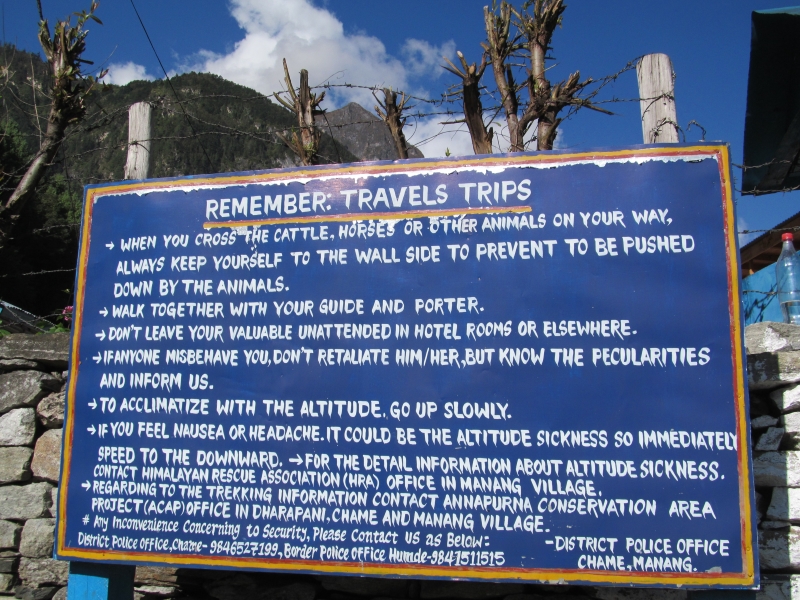 REMEMBER: TRAVELS TRIPS
→ WHEN YOU CROSS THE CATTLE, HORSES OR OTHER ANIMALS ON YOUR WAY,
ALWAYS KEEP YOURSELF TO THE WALL SIDE TO PREVENT TO BE PUSHED
DOWN BY THE ANIMALS.
→ WALK TOGETHER WITH YOUR GUIDE AND PORTER.
→ DON'T LEAVE YOUR VALUABLE UNATTENDED IN HOTEL ROOMS OR ELSEWHERE.
→ IFANYONE MISBEHAVE YOU, DON'T RETALIATE HIM/HER, BUT KNOW THE PECULARITIES
AND INFORM US.
→ TO ACCLIMATIZE WITH THE ALTITUDE, GO UP SLOWLY.
→ IF YOU FEEL NAUSEA OR HEADACHE. IT COULD BE THE ALTITUDE SICKNESS SO IMMEDIATELY
SPEED TO THE DOWNWARD. → FOR THE DETAIL INFORMATION ABOUT ALTITUDE SICKNESS.
CONTACT HIMALAYAN RESCUE ASSOCIATION (HRA) OFFICE IN MANANG VILLAGE.
→ REGARDING TO THE TREKKING INFORMATION CONTACT ANNAPURNA CONSERVATION AREA
PROJECT (ACAP) OFFICE IN DHARAPANI, CHAME AND MANANG VILLAGE.
# Any Inconvenience Concerning to Security, Please Contact us as Below:
District Police Office, Chame- 9846527199, Border Police Office Humde-9841511515
-DISTRICT POLICE OFFICE
CHAME, MANANG.